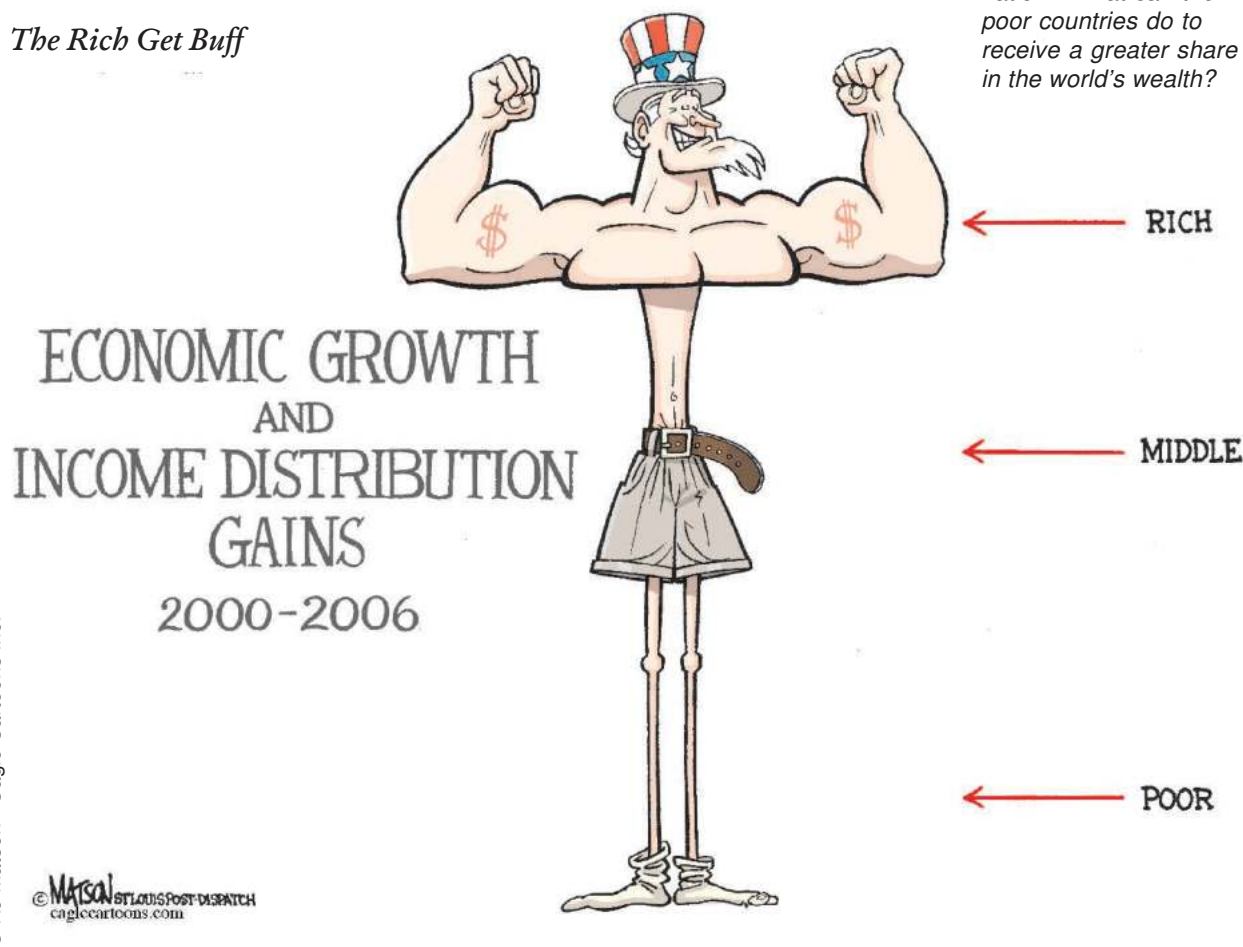 The Rich Get Buff
poor countries do to
receive a greater share
in the world's wealth?
$ $
RICH
ECONOMIC GROWTH
AND
INCOME DISTRIBUTION
GAINS
2000-2006
MIDDLE
POOR
© MATSON ST. LOUIS POST-DISPATCH
caglecartoons.com